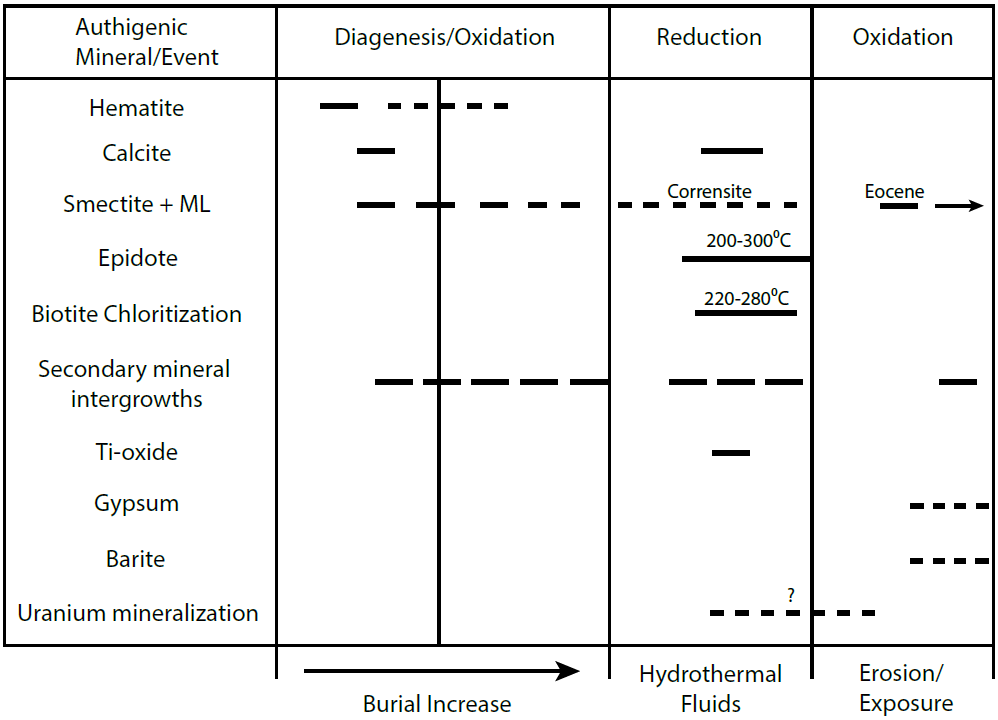 Authigenic
Mineral/Event
Diagenesis/Oxidation
Reduction
Oxidation
Hematite
Calcite
Smectite + ML
Corrensite
Eocene
Epidote
200-300⁰C
Biotite Chloritization
220-280⁰C
Secondary mineral
intergrowths
Ti-oxide
Gypsum
Barite
Uranium mineralization
?
Burial Increase
Hydrothermal
Fluids
Erosion/
Exposure